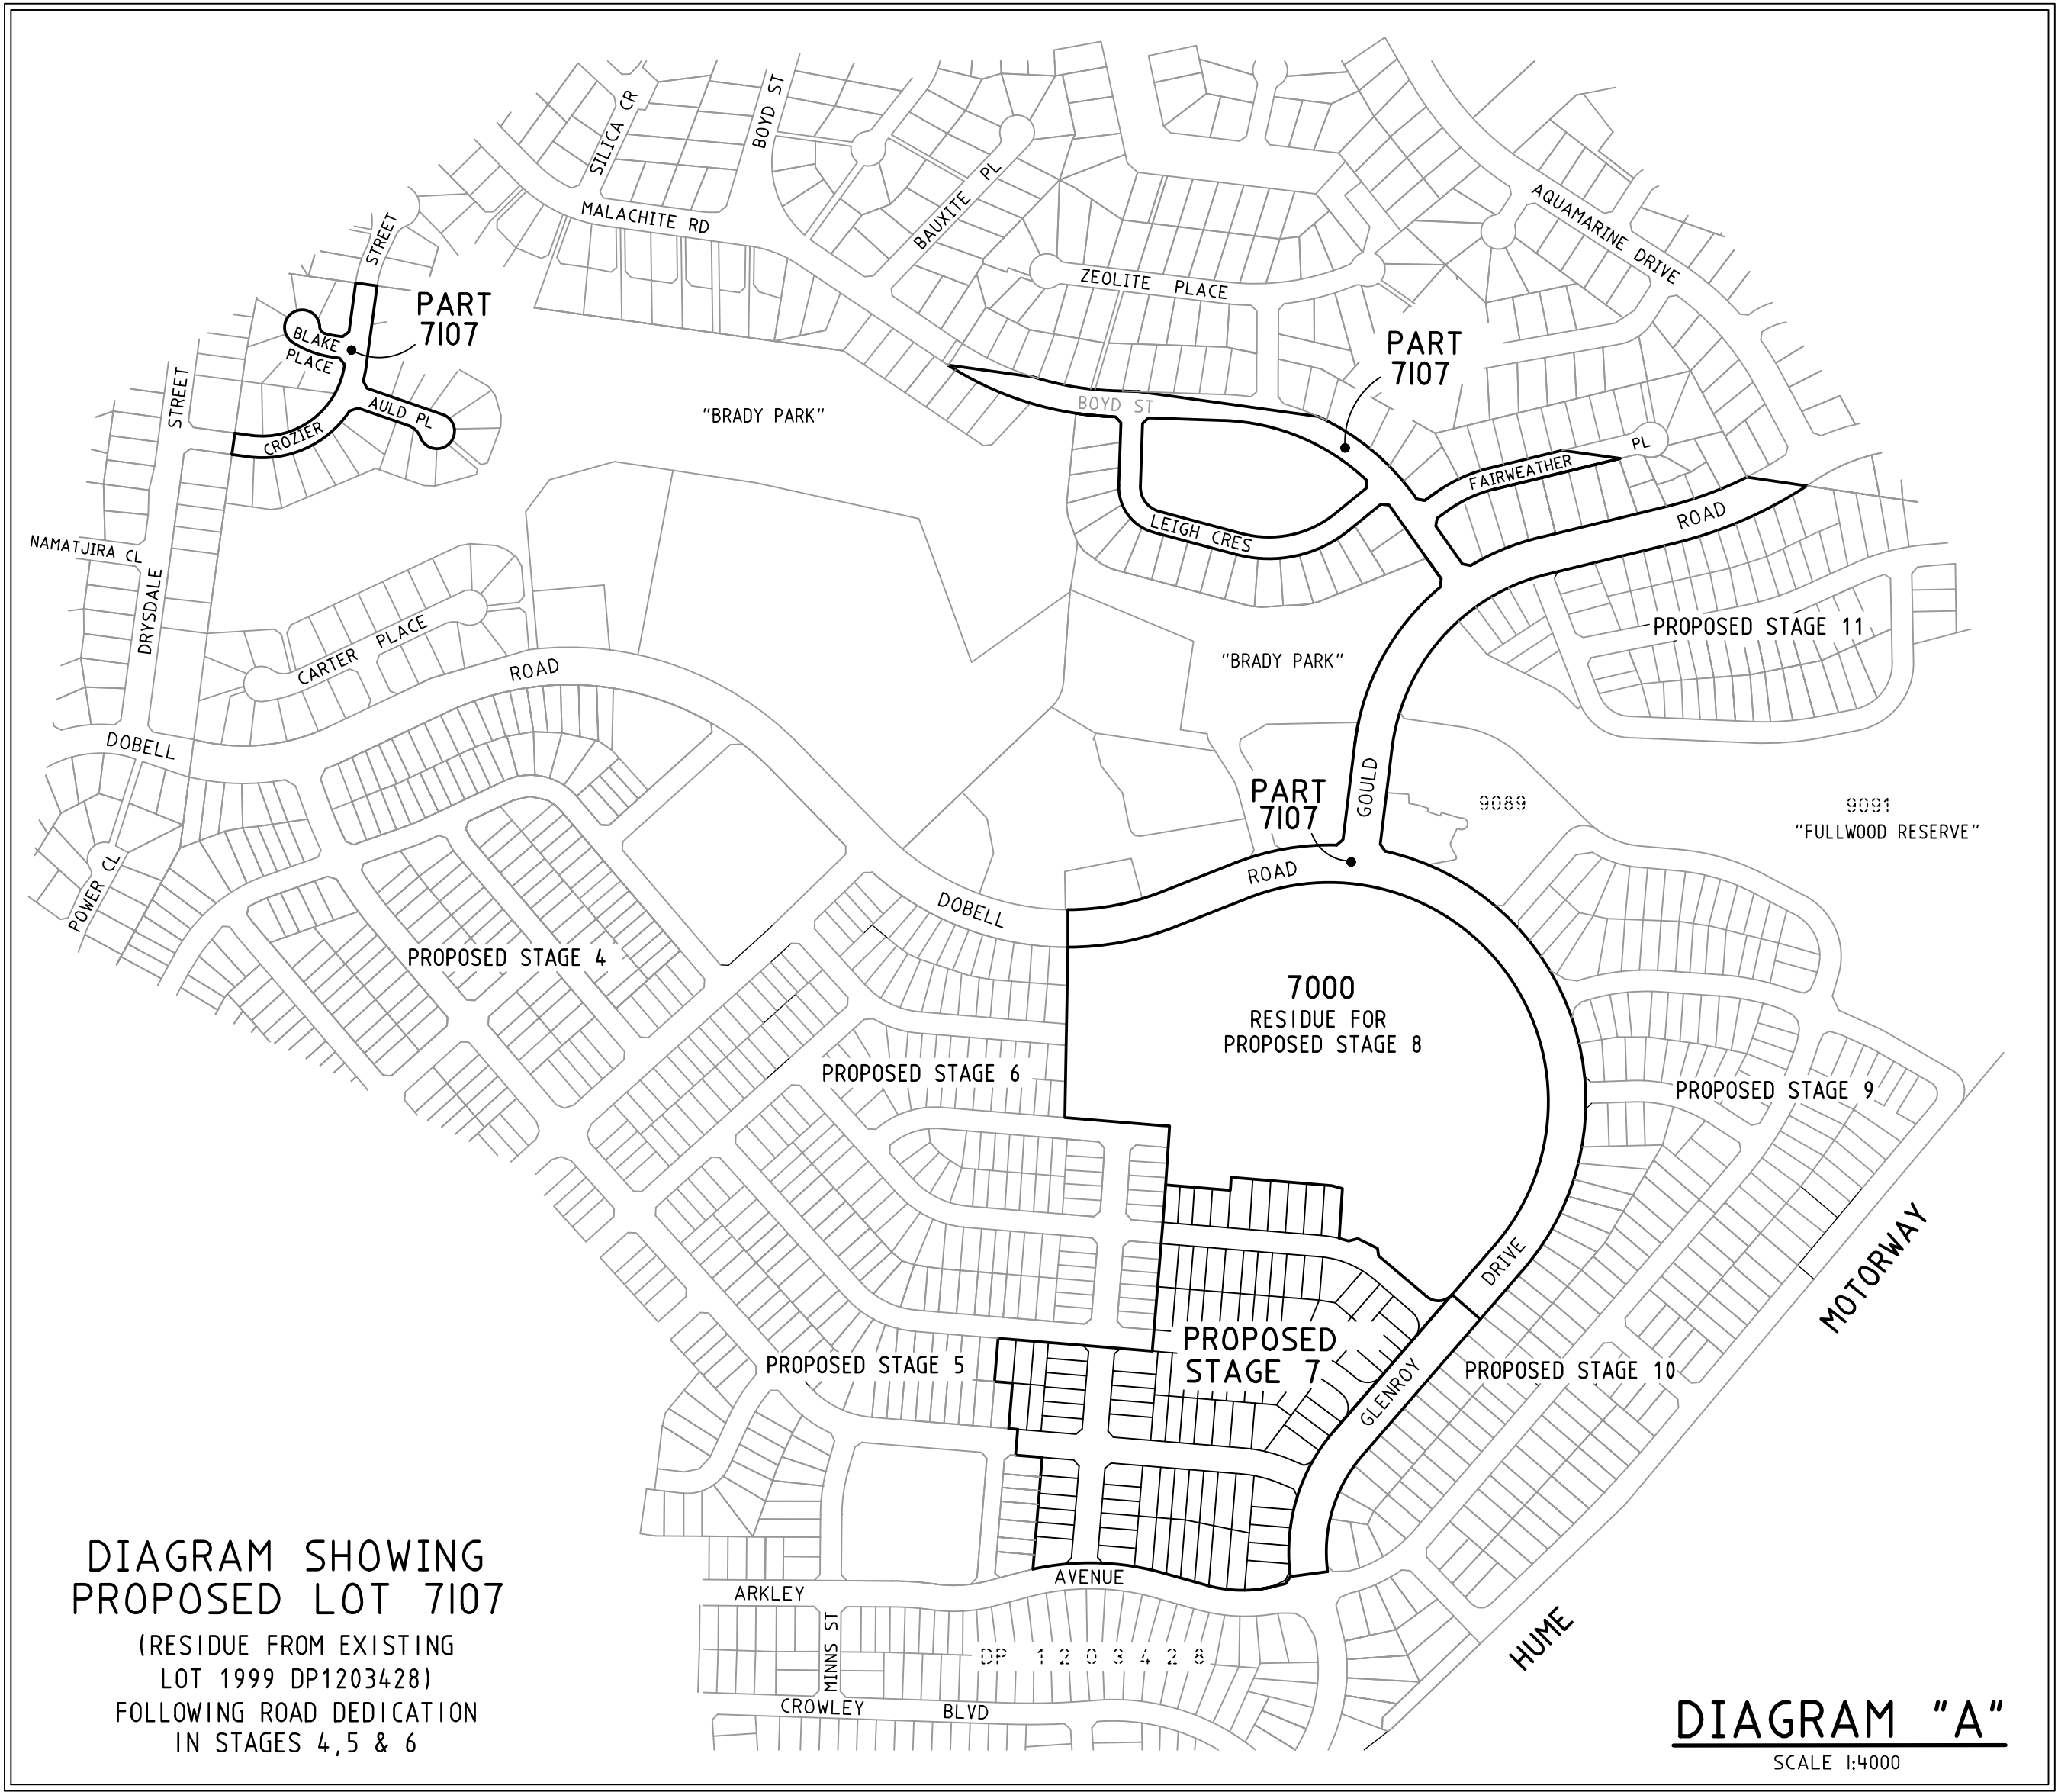 SILICA CR
BOYD ST
MALACHITE RD
BAUXITE PL
AQUAMARINE DRIVE
ZEOLITE PLACE
STREET
PART
7107
BLAKE
PLACE
AULD PL
CROZIER
STREET
"BRADY PARK"
PART
7107
BOYD ST
LEIGH CRES
FAIRWEATHER
PL
ROAD
NAMATJIRA CL
DRYSDALE
CARTER PLACE
ROAD
DOBELL
"BRADY PARK"
PROPOSED STAGE 11
PART
7107
GOULD
9089
9091
"FULLWOOD RESERVE"
POWER CL
ROAD
DOBELL
PROPOSED STAGE 4
7000
RESIDUE FOR
PROPOSED STAGE 8
PROPOSED STAGE 6
PROPOSED STAGE 9
DRIVE
MOTORWAY
PROPOSED
STAGE 7
PROPOSED STAGE 5
PROPOSED STAGE 10
GLENROY
AVENUE
ARKLEY
MINNS ST
DP 1203428
HUME
CROWLEY BLVD
DIAGRAM SHOWING
PROPOSED LOT 7107
(RESIDUE FROM EXISTING
LOT 1999 DP1203428)
FOLLOWING ROAD DEDICATION
IN STAGES 4,5 & 6
DIAGRAM "A"
SCALE 1:4000